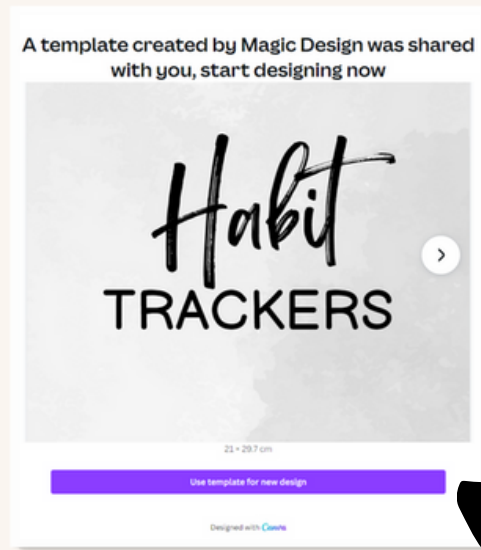 A template created by Magic Design was shared
with you, start designing now
Habit
TRACKERS
21 × 29.7 cm
Use template for new design
Designed with Canva